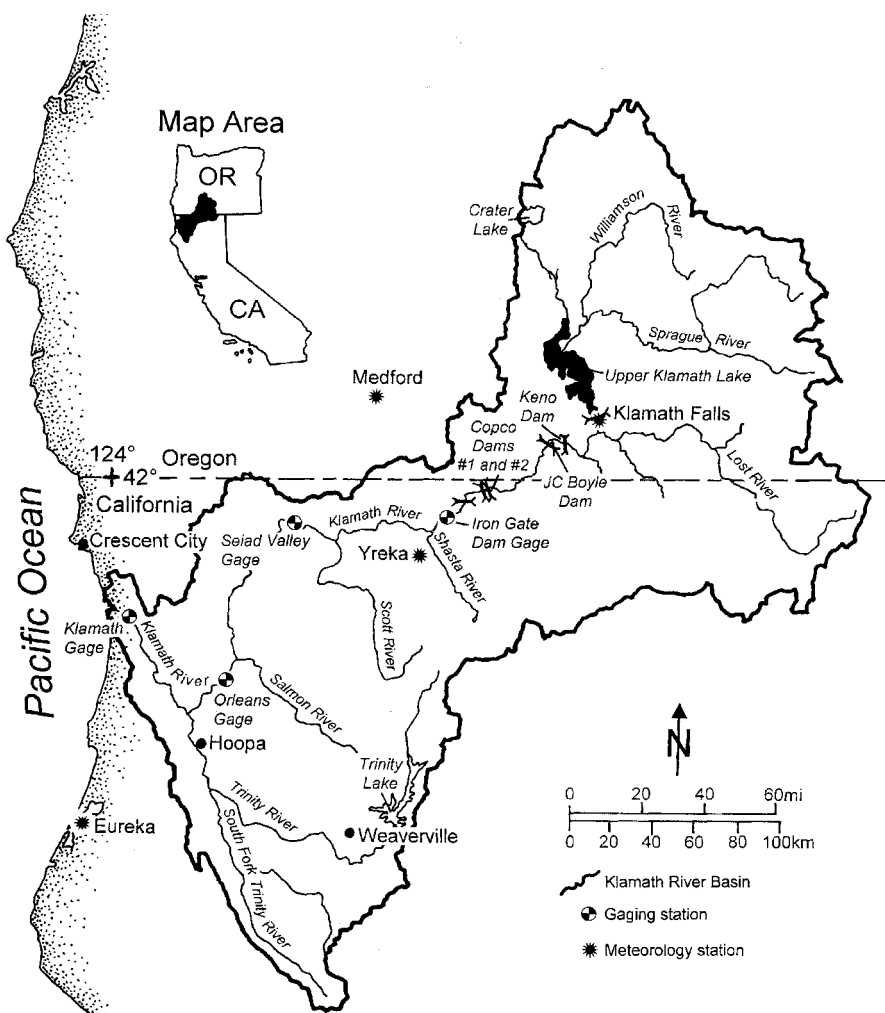 Map Area
OR
CA
Crater
Lake
Williamson
River
Sprague River
Upper Klamath Lake
Medford
Keno
Dam
Klamath Falls
Copco
Dams
#1 and #2
JC Boyle
Dam
Lost River
124°
42°
Oregon
California
Pacific Ocean
Crescent City
Seiad Valley
Gage
Klamath River
Iron Gate
Dam Gage
Yreka
Shasta River
Scott River
Klamath
Gage
Klamath River
Orleans
Gage
Salmon River
Hoopa
Trinity
Lake
Trinity River
Weaverville
Eureka
South Fork Trinity River
N
0 20 40 60mi
0 20 40 60 80 100km
Klamath River Basin
Gaging station
Meteorology station